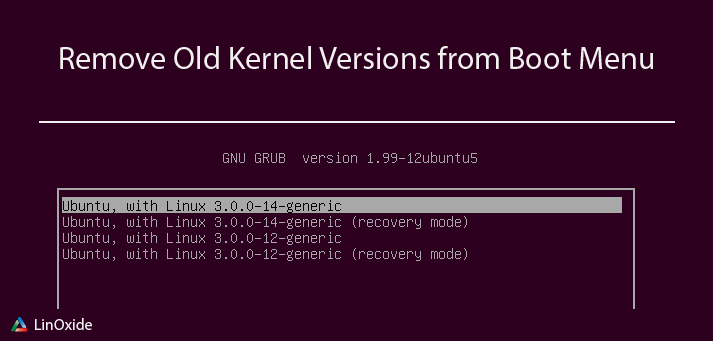 Remove Old Kernel Versions from Boot Menu
GNU GRUB version 1.99-12ubuntu5
Ubuntu, with Linux 3.0.0-14-generic
Ubuntu, with Linux 3.0.0-14-generic (recovery mode)
Ubuntu, with Linux 3.0.0-12-generic
Ubuntu, with Linux 3.0.0-12-generic (recovery mode)
LinOxide